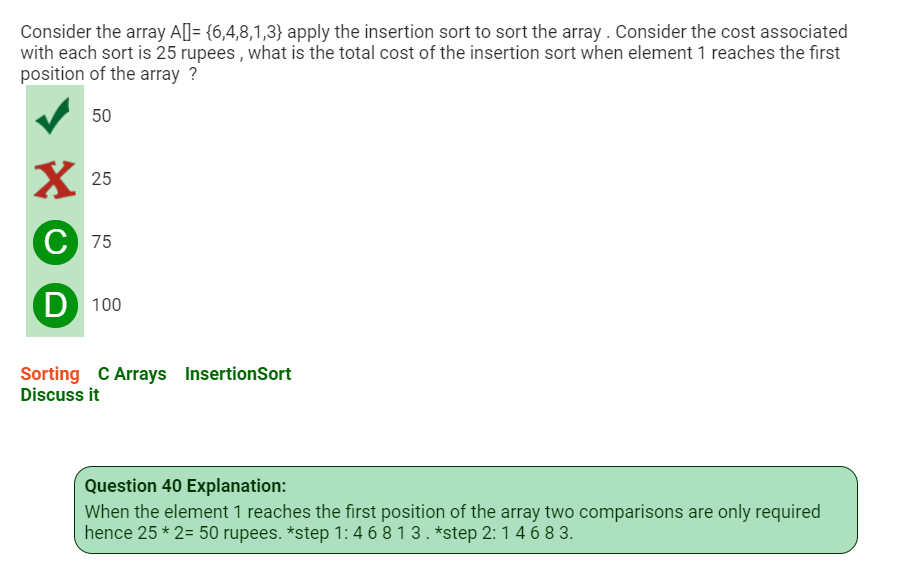 Consider the array A[]= {6,4,8,1,3} apply the insertion sort to sort the array . Consider the cost associated
with each sort is 25 rupees , what is the total cost of the insertion sort when element 1 reaches the first
position of the array ?
50
X 25
C 75
D 100
Sorting C Arrays InsertionSort
Discuss it
Question 40 Explanation:
When the element 1 reaches the first position of the array two comparisons are only required
hence 25 * 2= 50 rupees. *step 1: 4 6 8 1 3 . *step 2: 1 4 6 8 3.